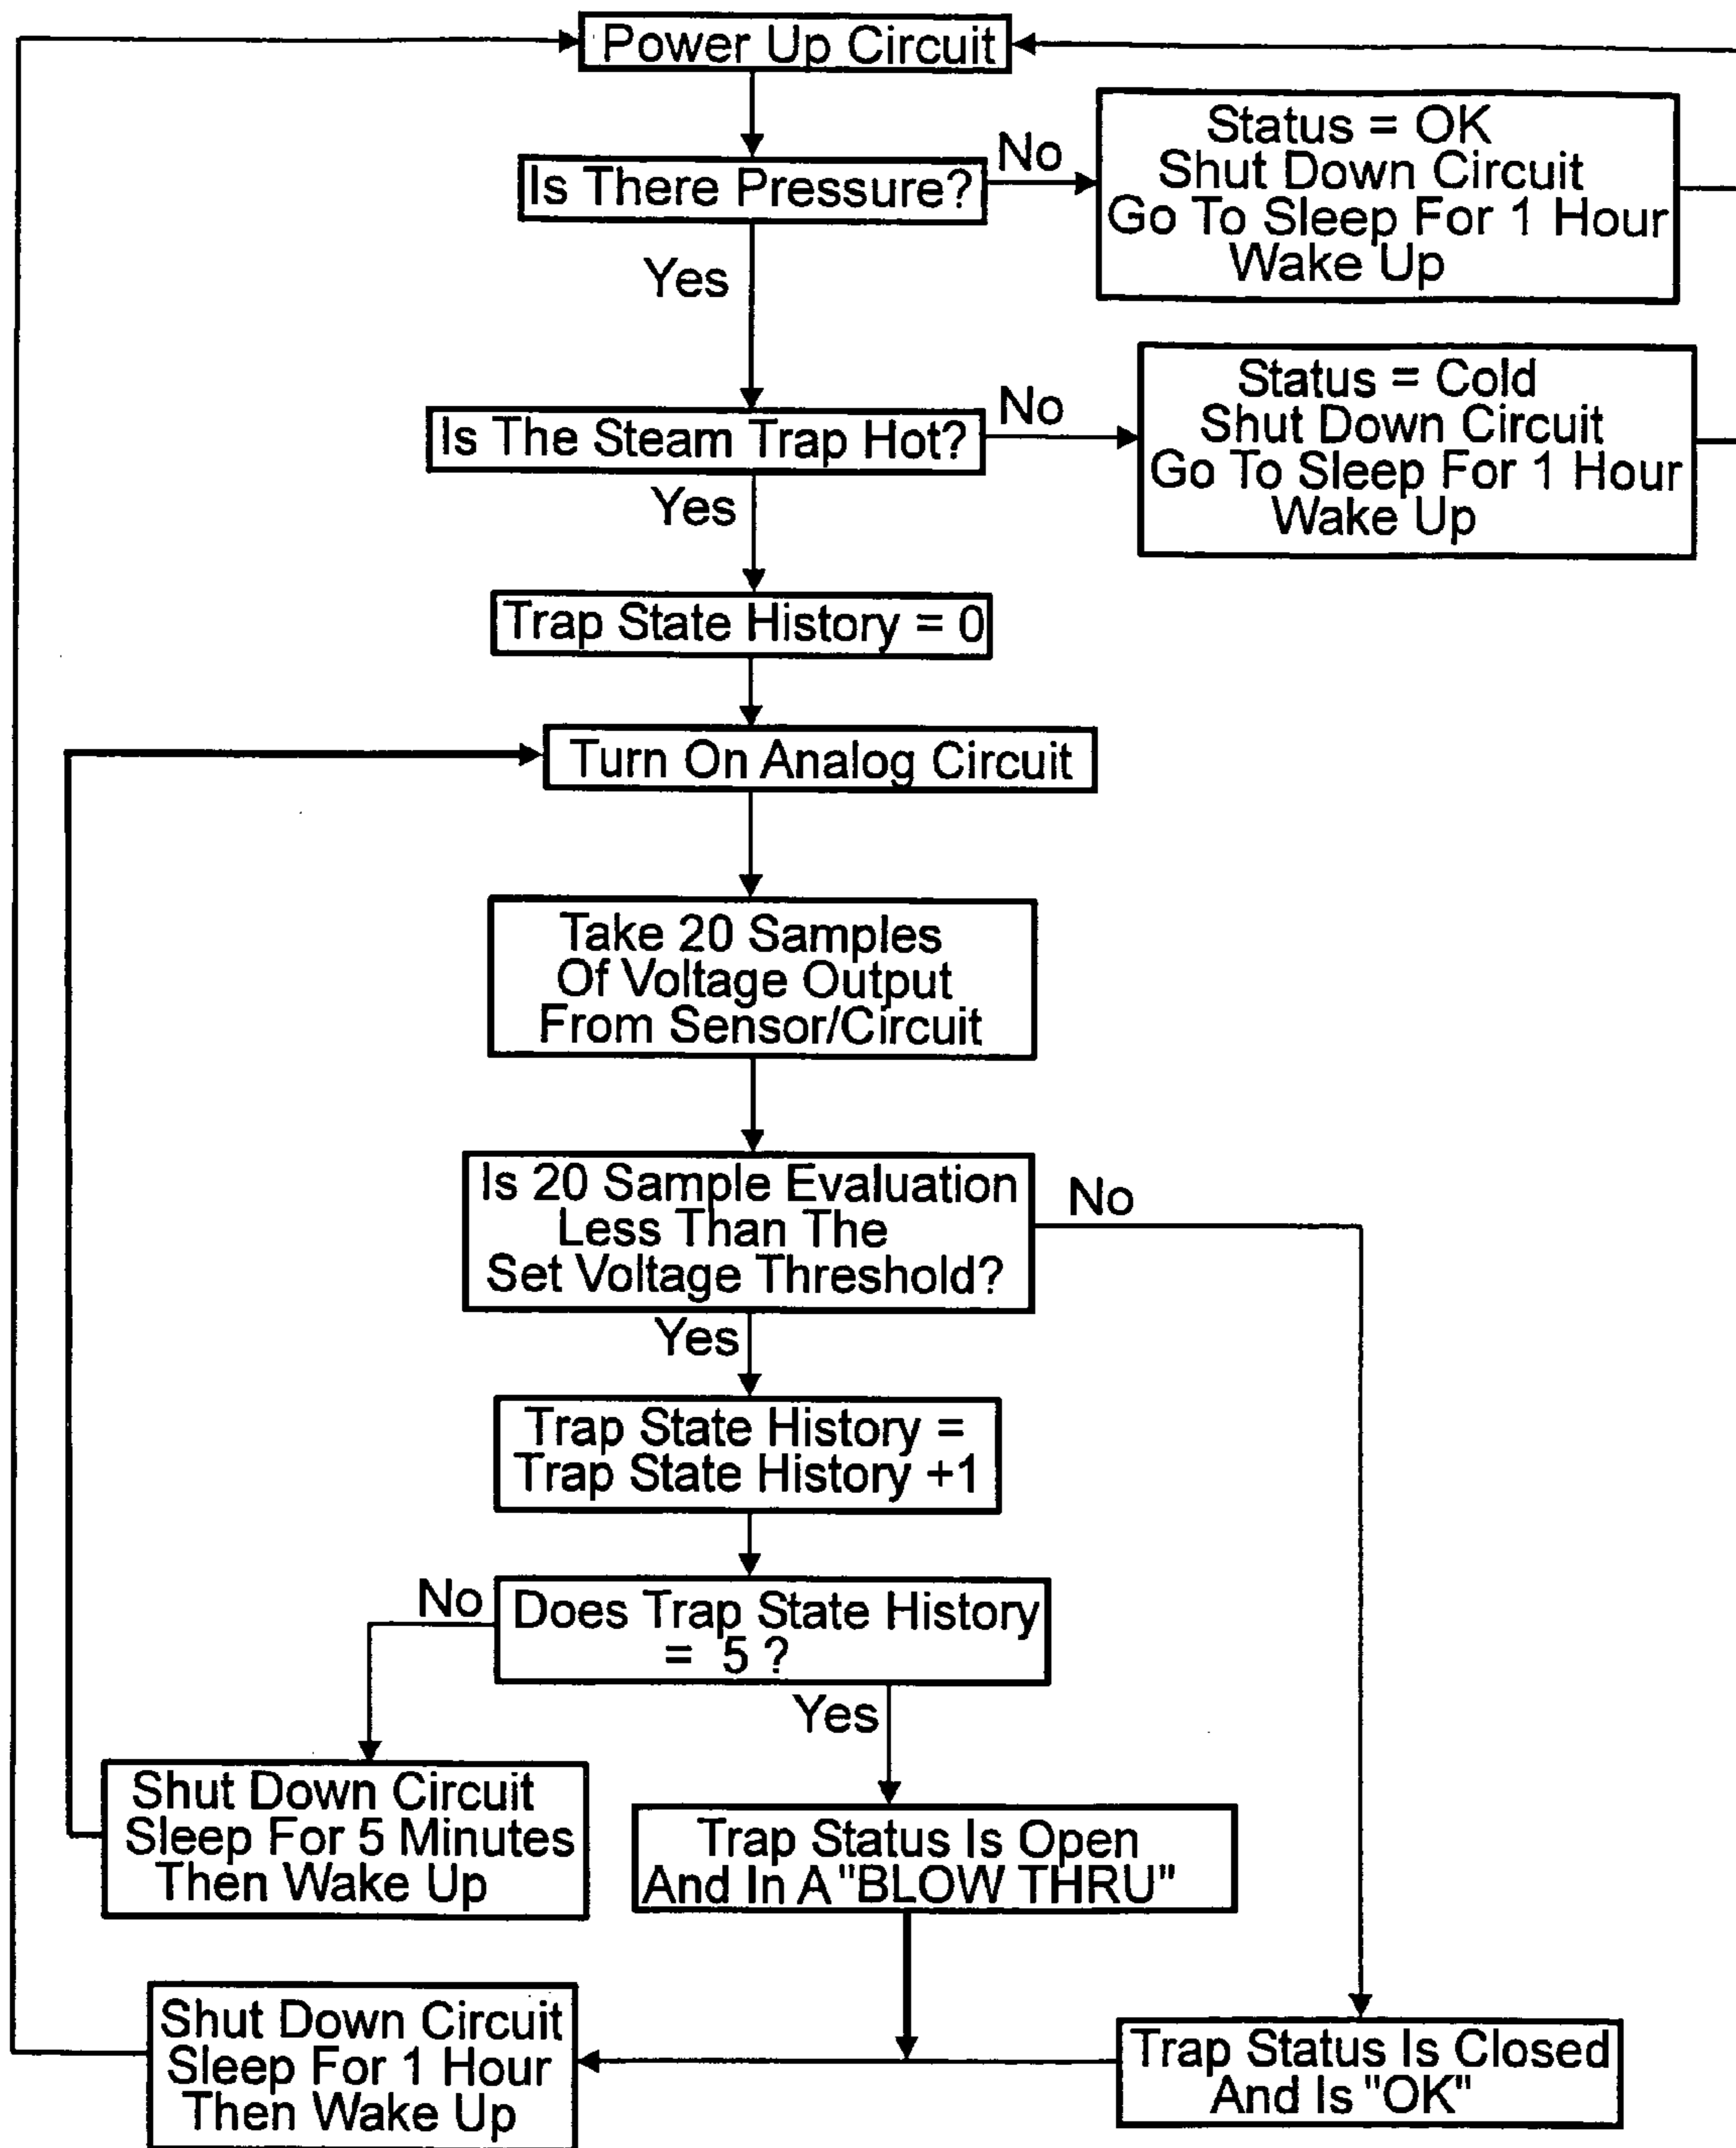 Power Up Circuit
Is There Pressure?
No
Status = OK
Shut Down Circuit
Go To Sleep For 1 Hour
Wake Up
Yes
Is The Steam Trap Hot?
No
Status = Cold
Shut Down Circuit
Go To Sleep For 1 Hour
Wake Up
Yes
Trap State History = 0
Turn On Analog Circuit
Take 20 Samples
Of Voltage Output
From Sensor/Circuit
Is 20 Sample Evaluation
Less Than The
Set Voltage Threshold?
No
Yes
Trap State History =
Trap State History +1
Does Trap State History
= 5 ?
No
Yes
Shut Down Circuit
Sleep For 5 Minutes
Then Wake Up
Trap Status Is Open
And In A "BLOW THRU"
Shut Down Circuit
Sleep For 1 Hour
Then Wake Up
Trap Status Is Closed
And Is "OK"